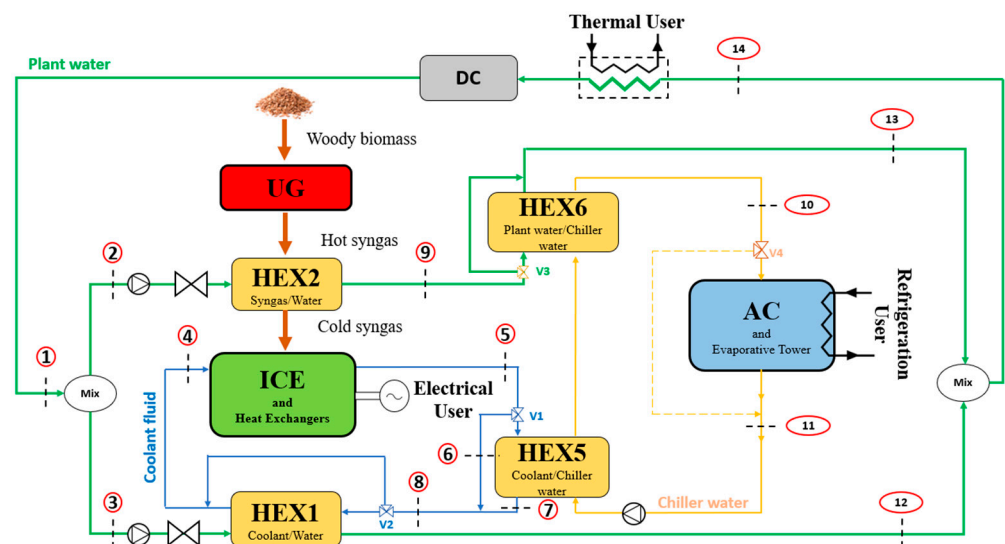 Thermal User
14
Plant water
DC
13
Woody biomass
UG
HEX6
Plant water/Chiller
water
10
Hot syngas
2
9
V3
V4
HEX2
Syngas/Water
Refrigeration
User
AC
and
Evaporative Tower
Cold syngas
4
5
1
Mix
ICE
and
Heat Exchangers
Electrical
User
Mix
V1
11
Coolant fluid
6
HEX5
Coolant/Chiller
water
3
8
7
Chiller water
12
V2
HEX1
Coolant/Water